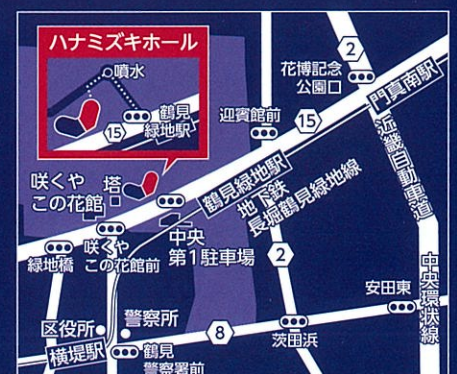 ハナミズキホール
噴水
鶴見
緑地駅
15
2
花博記念
公園口
門真南駅
迎賓館前
15
近畿自動車道
咲くや
この花館
塔
鶴見緑地駅
地下鉄
長堀鶴見緑地線
中央
第1駐車場
緑地橋
咲くや
この花館前
2
中央環状線
安田東
区役所
警察所
8
茨田浜
横堤駅
鶴見
警察署前